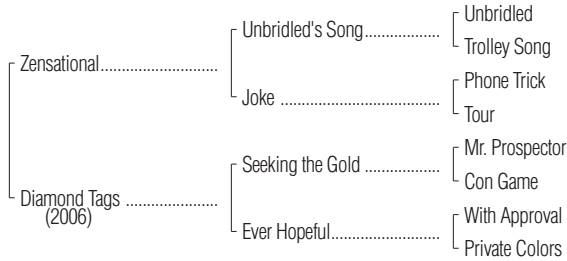 Unbridled
Unbridled's Song..................
Trolley Song
Zensational............................
Phone Trick
Joke ......................................
Tour
Mr. Prospector
Seeking the Gold ..................
Con Game
Diamond Tags ......................
(2006)
With Approval
Ever Hopeful..........................
Private Colors